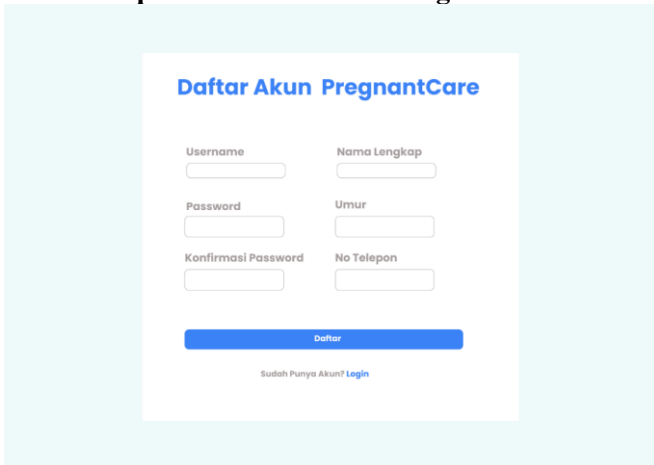 Daftar Akun PregnantCare
Username
Nama Lengkap
Password
Umur
Konfirmasi Password
No Telepon
Daftar
Sudah Punya Akun? Login